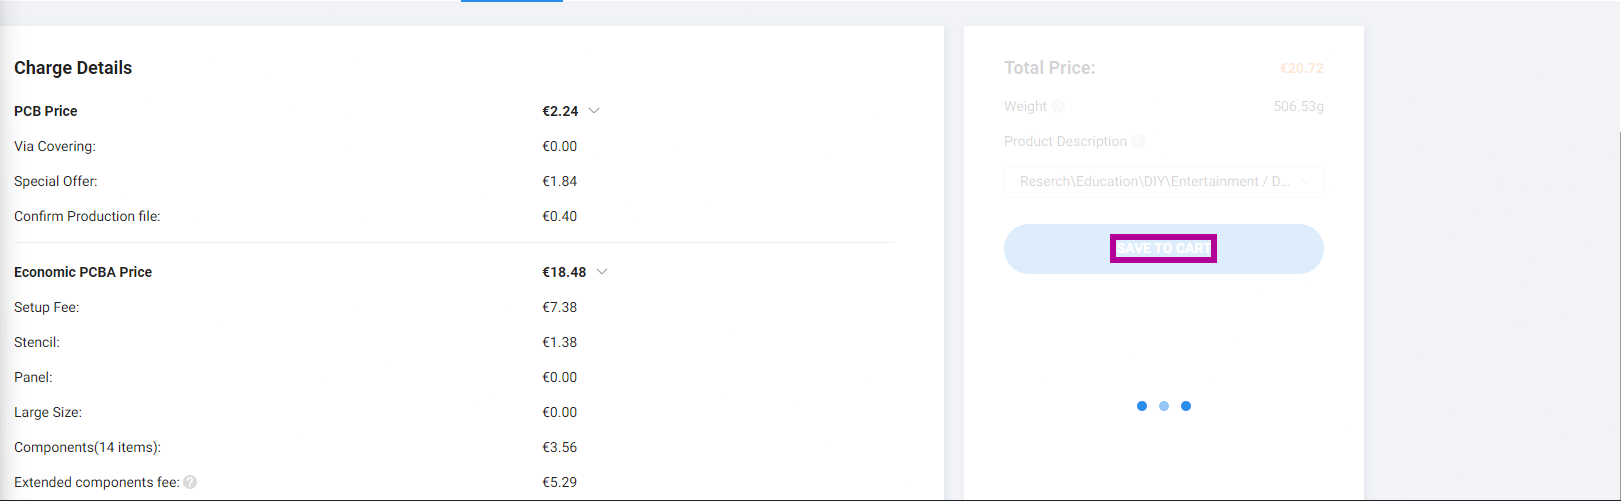 Charge Details
PCB Price €2.24
Via Covering: €0.00
Special Offer: €1.84
Confirm Production file: €0.40
Economic PCBA Price €18.48
Setup Fee: €7.38
Stencil: €1.38
Panel: €0.00
Large Size: €0.00
Components(14 items): €3.56
Extended components fee: ? €5.29
Total Price: €20.72
Weight ? 506.53g
Product Description ?
Reserch\Education\DIY\Entertainment / D...
SAVE TO CART